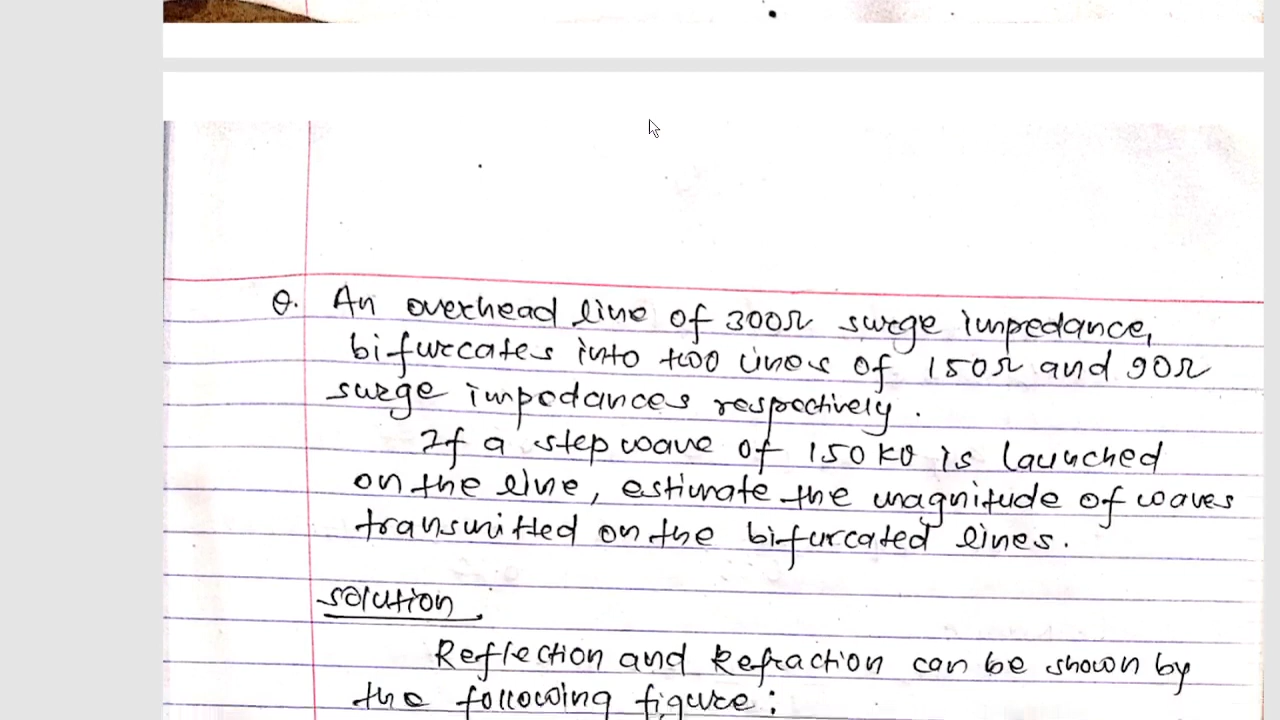 Q. An overhead line of 300Ω surge impedance,
bifurcates into two lines of 150Ω and 90Ω
surge impedances respectively.
If a step wave of 150KV is launched
on the line, estimate the magnitude of waves
transmitted on the bifurcated lines.
Solution
Reflection and Refraction can be shown by
the following figure: